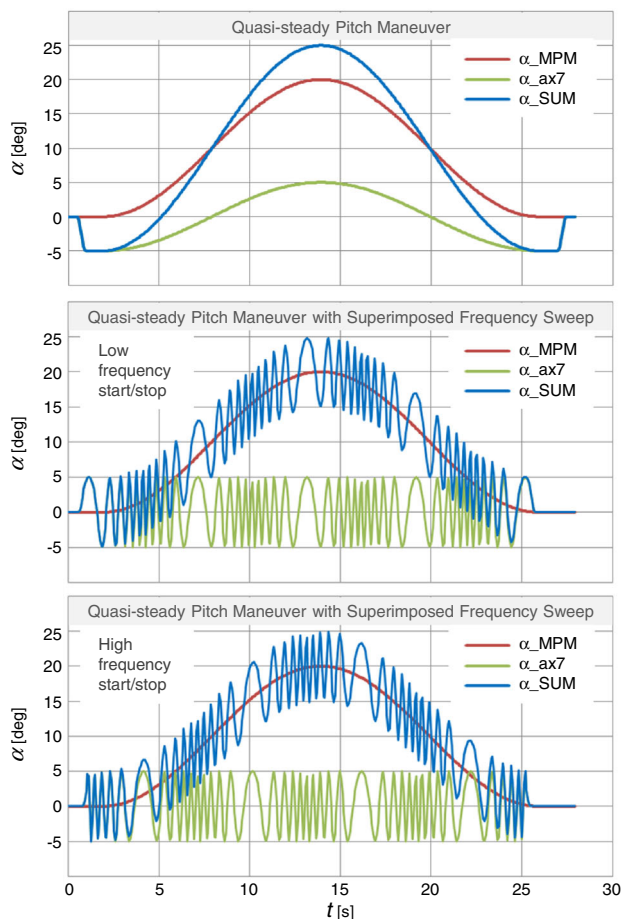 Quasi-steady Pitch Maneuver
25
20
15
10
5
0
-5
α [deg]
α_MPM
α_ax7
α_SUM
Quasi-steady Pitch Maneuver with Superimposed Frequency Sweep
25
20
15
10
5
0
-5
α [deg]
Low
frequency
start/stop
α_MPM
α_ax7
α_SUM
Quasi-steady Pitch Maneuver with Superimposed Frequency Sweep
25
20
15
10
5
0
-5
α [deg]
High
frequency
start/stop
α_MPM
α_ax7
α_SUM
0 5 10 15 20 25 30
t [s]